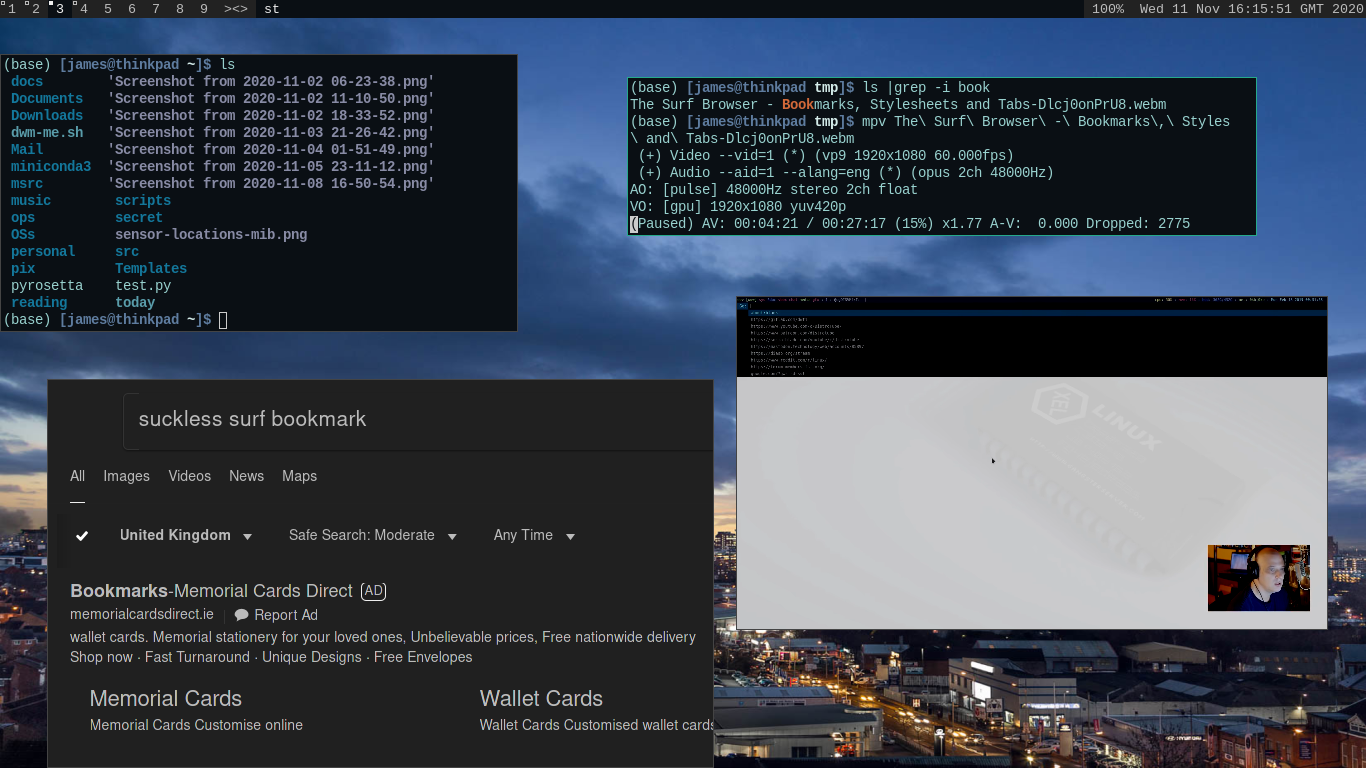 1 2 3 4 5 6 7 8 9 ><> st 100% Wed 11 Nov 16:15:51 GMT 2020
(base) [james@thinkpad ~]$ ls
docs 'Screenshot from 2020-11-02 06-23-38.png'
Documents 'Screenshot from 2020-11-02 11-10-50.png'
Downloads 'Screenshot from 2020-11-02 18-33-52.png'
dwm-me.sh 'Screenshot from 2020-11-03 21-26-42.png'
Mail 'Screenshot from 2020-11-04 01-51-49.png'
miniconda3 'Screenshot from 2020-11-05 23-11-12.png'
msrc 'Screenshot from 2020-11-08 16-50-54.png'
music scripts
ops secret
OSs sensor-locations-mib.png
personal src
pix Templates
pyrosetta test.py
reading today
(base) [james@thinkpad ~]$
(base) [james@thinkpad tmp]$ ls |grep -i book
The Surf Browser - Bookmarks, Stylesheets and Tabs-Dlcj0onPrU8.webm
(base) [james@thinkpad tmp]$ mpv The\ Surf\ Browser\ -\ Bookmarks\,\ Styles
\ and\ Tabs-Dlcj0onPrU8.webm
(+) Video --vid=1 (*) (vp9 1920x1080 60.000fps)
(+) Audio --aid=1 --alang=eng (*) (opus 2ch 48000Hz)
AO: [pulse] 48000Hz stereo 2ch float
VO: [gpu] 1920x1080 yuv420p
(Paused) AV: 00:04:21 / 00:27:17 (15%) x1.77 A-V: 0.000 Dropped: 2775
LINUX
suckless surf bookmark
All Images Videos News Maps
United Kingdom Safe Search: Moderate Any Time
Bookmarks-Memorial Cards Direct AD
memorialcardsdirect.ie Report Ad
wallet cards. Memorial stationery for your loved ones, Unbelievable prices, Free nationwide delivery
Shop now · Fast Turnaround · Unique Designs · Free Envelopes
Memorial Cards Wallet Cards
Memorial Cards Customise online Wallet Cards Customised wallet cards